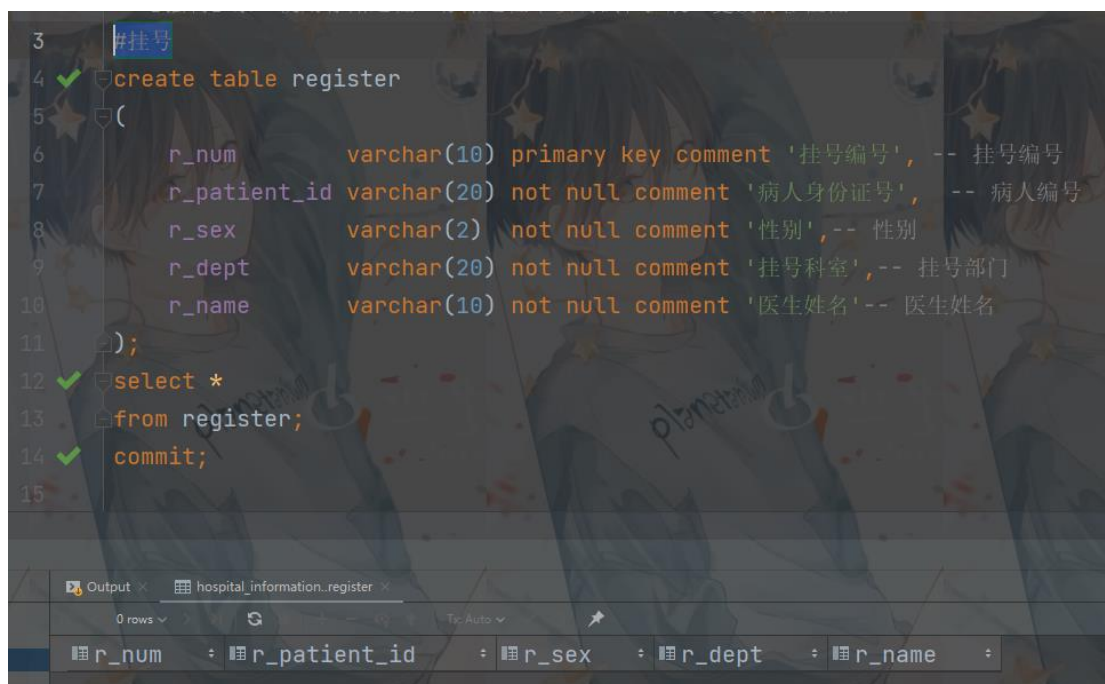 3 #挂号
4 create table register
5 (
6 r_num varchar(10) primary key comment '挂号编号', -- 挂号编号
7 r_patient_id varchar(20) not null comment '病人身份证号', -- 病人编号
8 r_sex varchar(2) not null comment '性别',-- 性别
9 r_dept varchar(20) not null comment '挂号科室',-- 挂号部门
10 r_name varchar(10) not null comment '医生姓名'-- 医生姓名
11 );
12 select *
13 from register;
14 commit;
15
Output hospital_information..register
0 rows Tx: Auto
r_num r_patient_id r_sex r_dept r_name